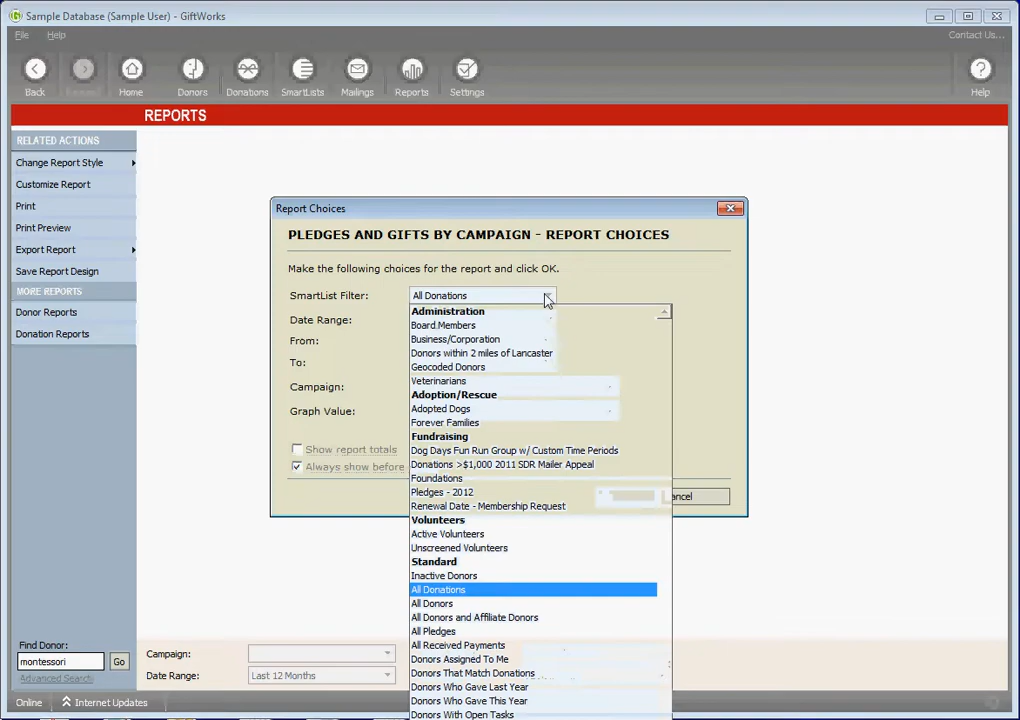 Sample Database (Sample User) - GiftWorks
File Help Contact Us...
Back Home Donors Donations SmartLists Mailings Reports Settings Help
REPORTS
RELATED ACTIONS
Change Report Style
Customize Report
Print
Print Preview
Export Report
Save Report Design
MORE REPORTS
Donor Reports
Donation Reports
Report Choices
PLEDGES AND GIFTS BY CAMPAIGN - REPORT CHOICES
Make the following choices for the report and click OK.
SmartList Filter: All Donations
Date Range:
From:
To:
Campaign:
Graph Value:
Show report totals
Always show before
ancel
Administration
Board Members
Business/Corporation
Donors within 2 miles of Lancaster
Geocoded Donors
Veterinarians
Adoption/Rescue
Adopted Dogs
Forever Families
Fundraising
Dog Days Fun Run Group w/ Custom Time Periods
Donations >$1,000 2011 SDR Mailer Appeal
Foundations
Pledges - 2012
Renewal Date - Membership Request
Volunteers
Active Volunteers
Unscreened Volunteers
Standard
Inactive Donors
All Donations
All Donors
All Donors and Affiliate Donors
All Pledges
All Received Payments
Donors Assigned To Me
Donors That Match Donations
Donors Who Gave Last Year
Donors Who Gave This Year
Donors With Open Tasks
Find Donor:
montessori Go
Advanced Search
Campaign:
Date Range: Last 12 Months
Online Internet Updates